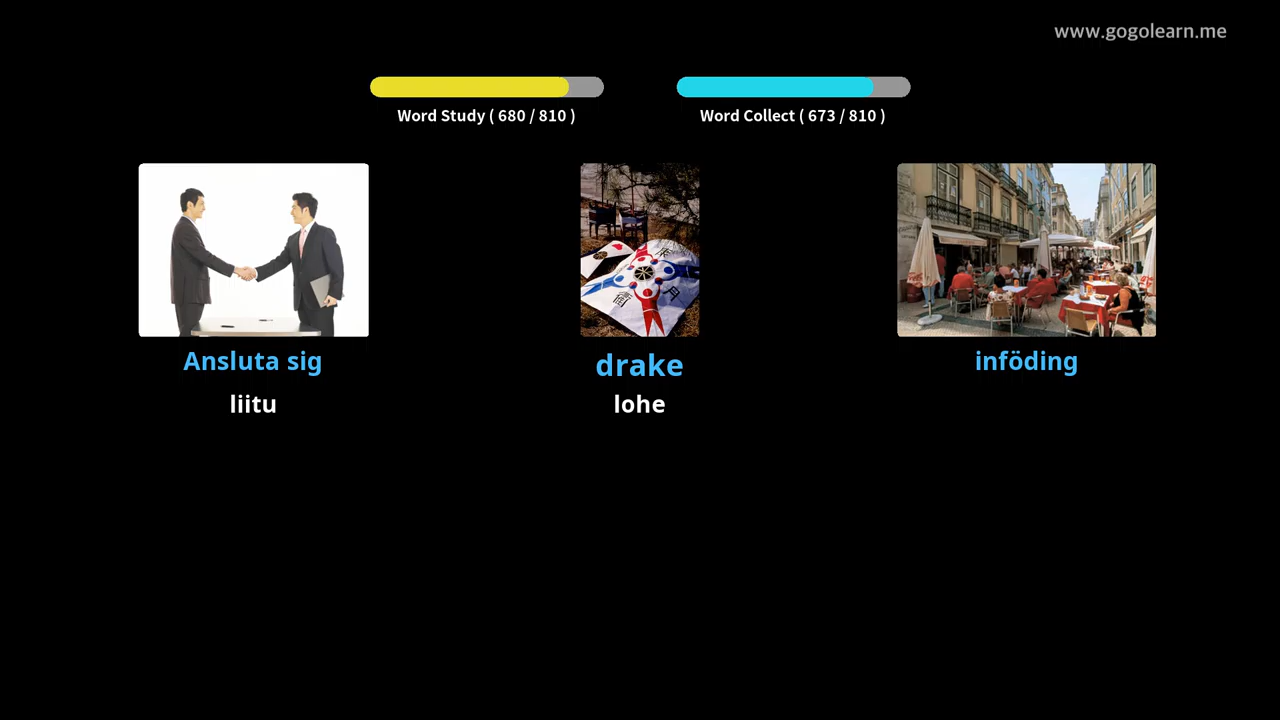 www.gogolearn.me
Word Study ( 680 / 810 )
Word Collect ( 673 / 810 )
Ansluta sig
drake
inföding
liitu
lohe